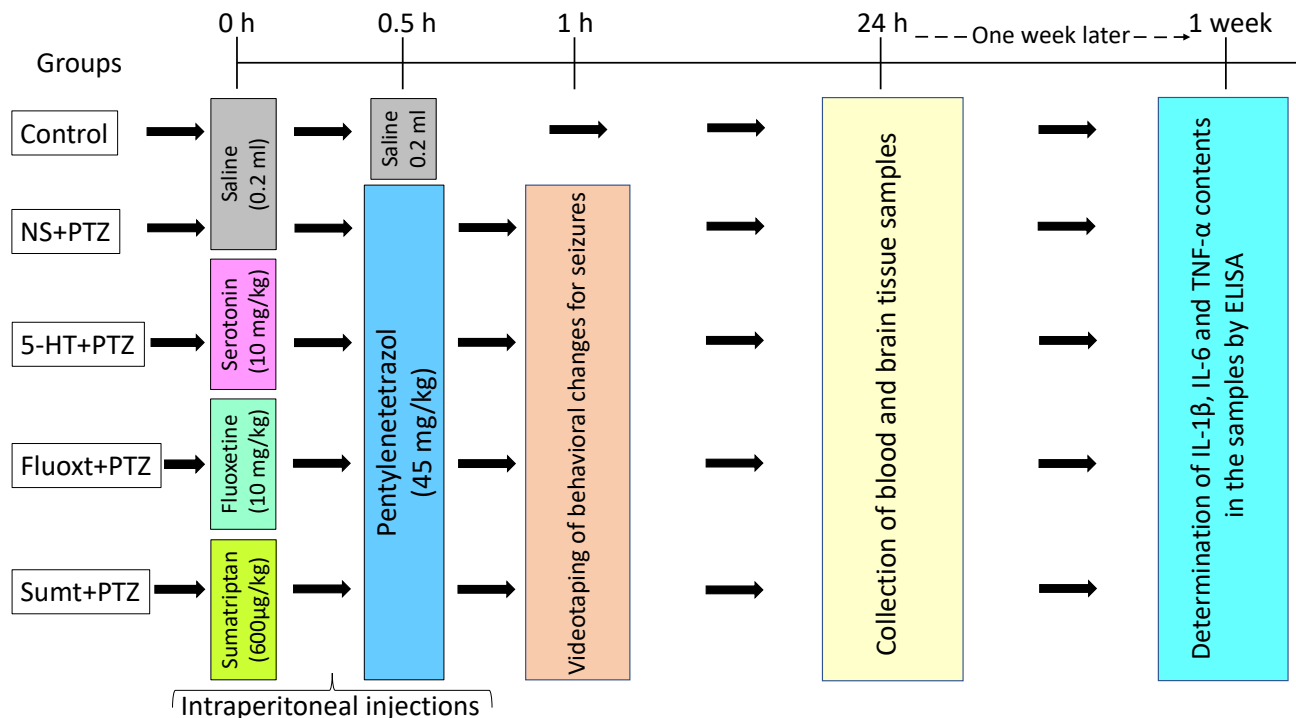 0 h
0.5 h
1 h
24 h
One week later
1 week
Groups
Control
NS+PTZ
5-HT+PTZ
Fluoxt+PTZ
Sumt+PTZ
Saline
(0.2 ml)
Serotonin
(10 mg/kg)
Fluoxetine
(10 mg/kg)
Sumatriptan
(600µg/kg)
Saline
0.2 ml
Pentylenetetrazol
(45 mg/kg)
Videotaping of behavioral changes for seizures
Collection of blood and brain tissue samples
Determination of IL-1β, IL-6 and TNF-α contents
in the samples by ELISA
Intraperitoneal injections